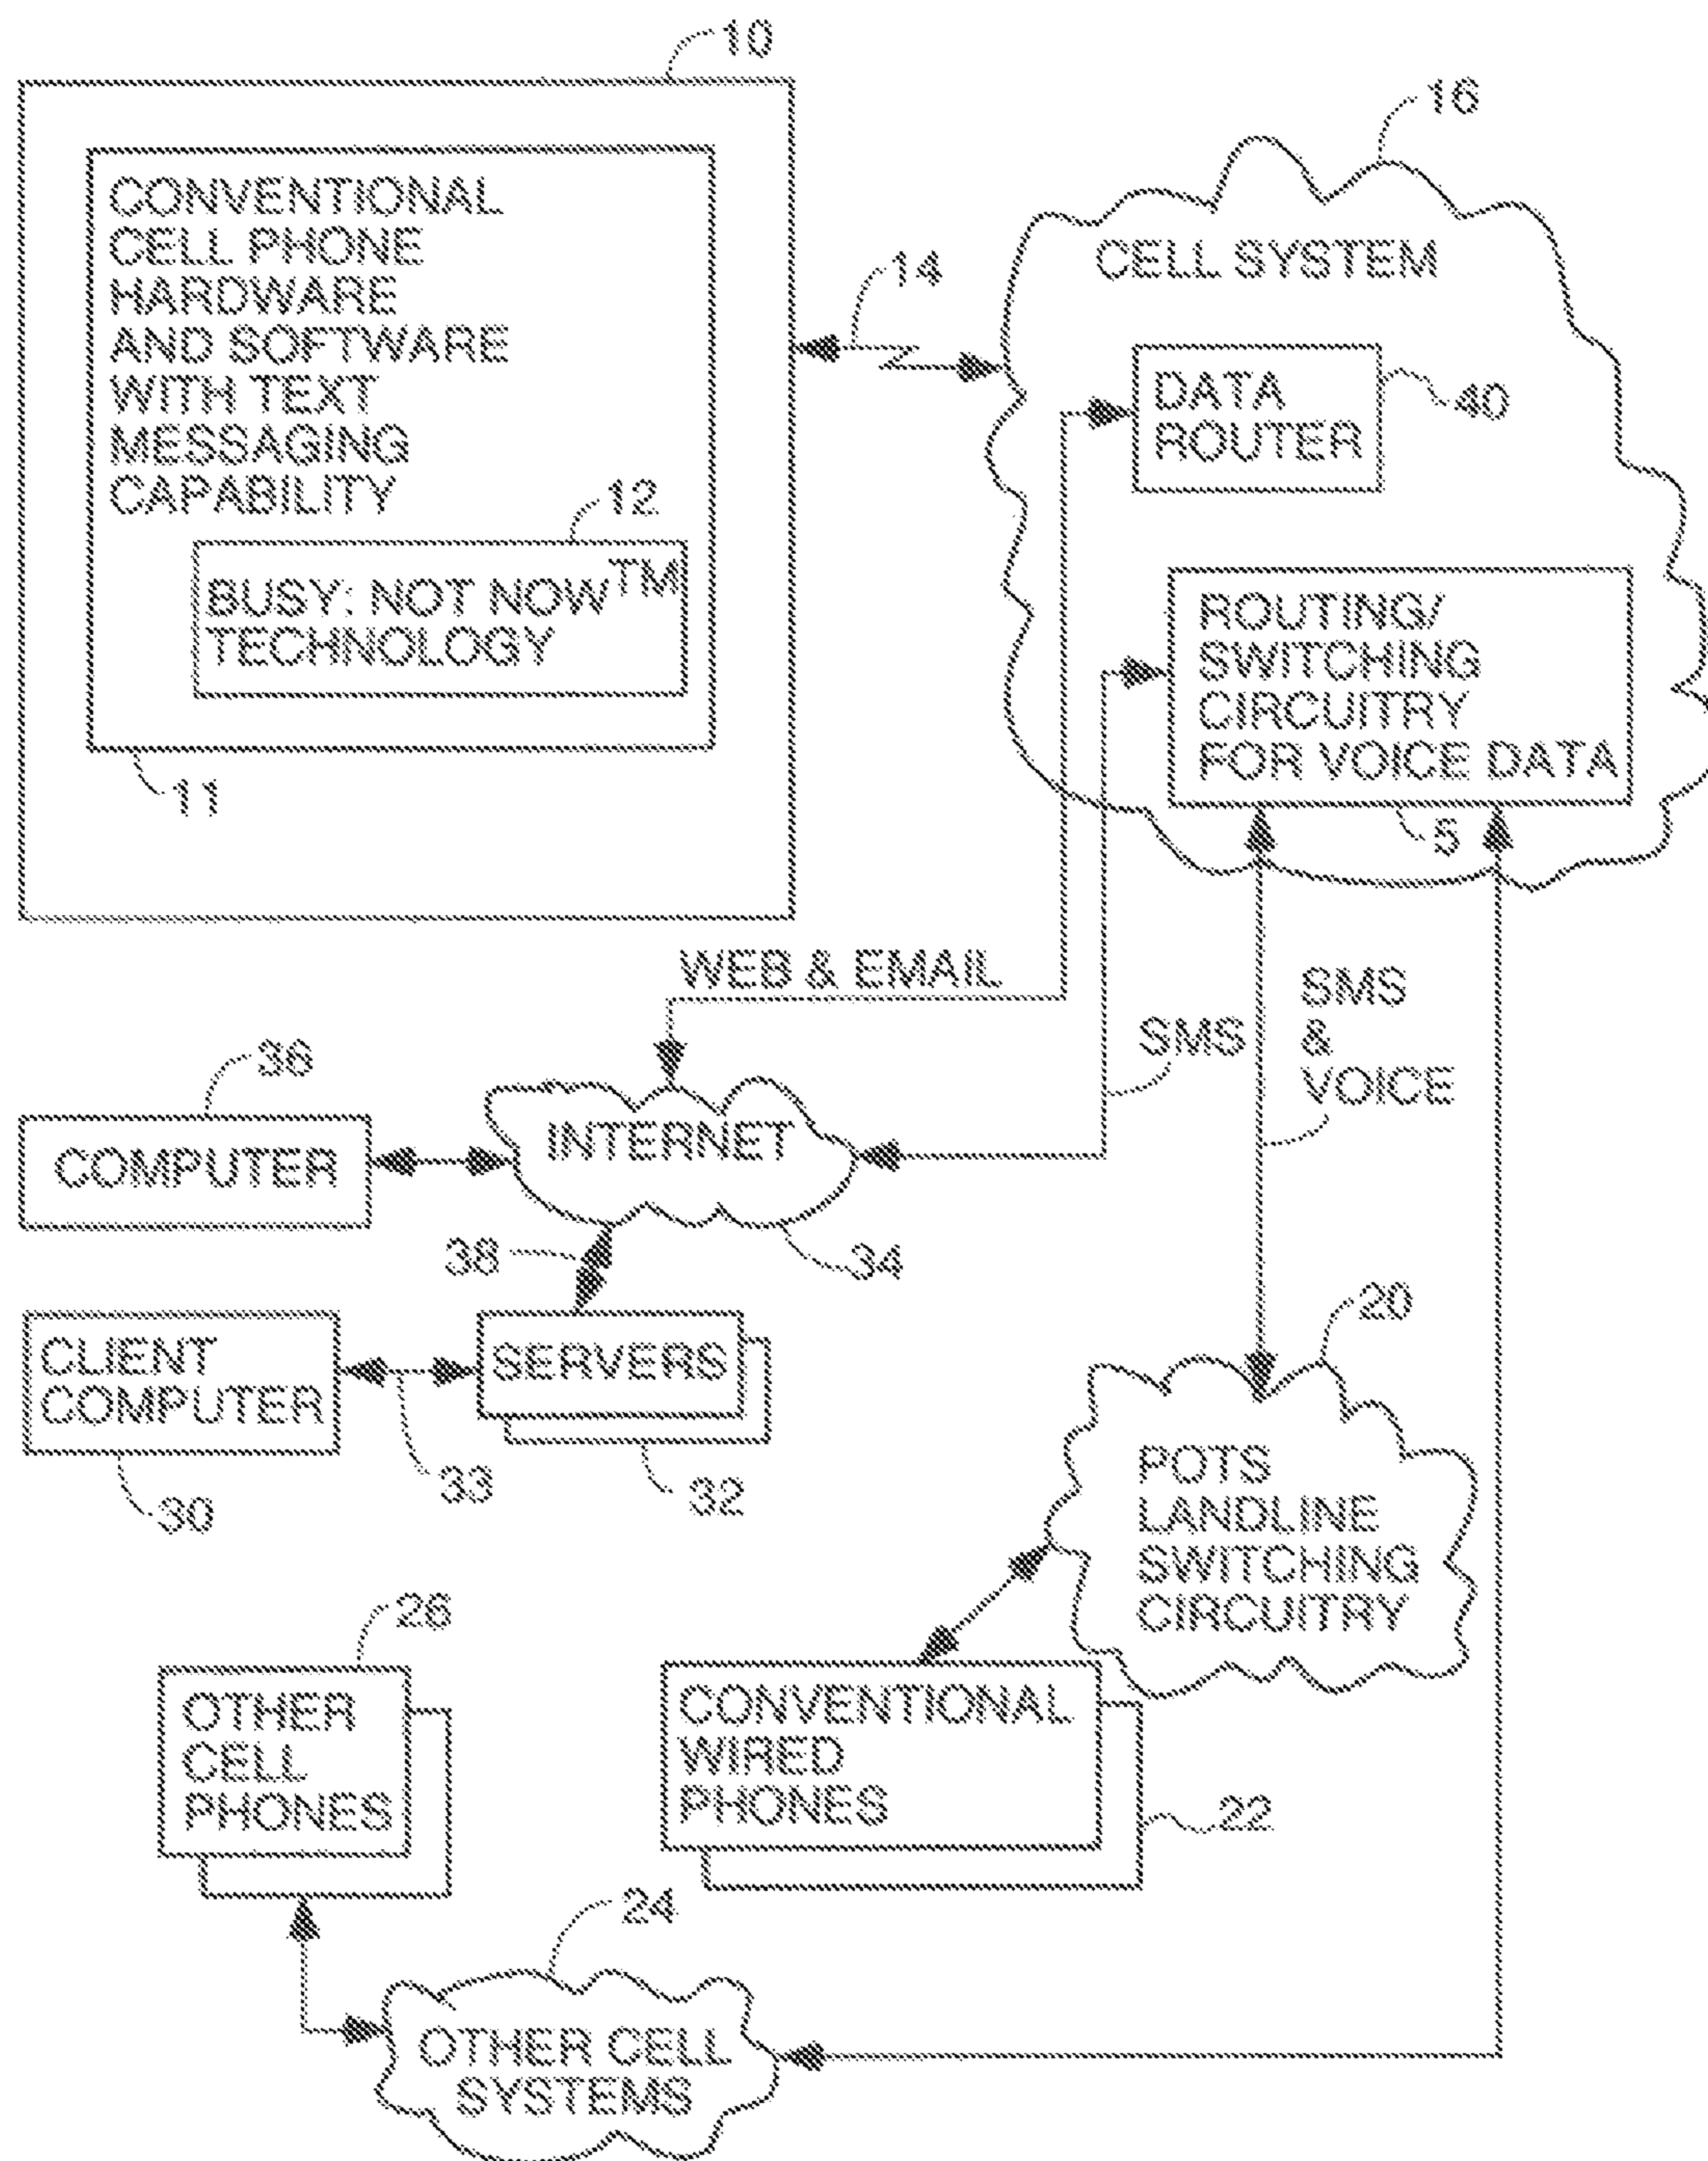 10
16
CONVENTIONAL
CELL PHONE
HARDWARE
AND SOFTWARE
WITH TEXT
MESSAGING
CAPABILITY
12
BUSY: NOT NOW™
TECHNOLOGY
11
14
CELL SYSTEM
DATA
ROUTER
40
ROUTING/
SWITCHING
CIRCUITRY
FOR VOICE DATA
5
WEB & EMAIL
SMS
SMS
&
VOICE
36
COMPUTER
INTERNET
38
34
CLIENT
COMPUTER
SERVERS
30
33
32
20
POTS
LANDLINE
SWITCHING
CIRCUITRY
26
OTHER
CELL
PHONES
CONVENTIONAL
WIRED
PHONES
22
24
OTHER CELL
SYSTEMS